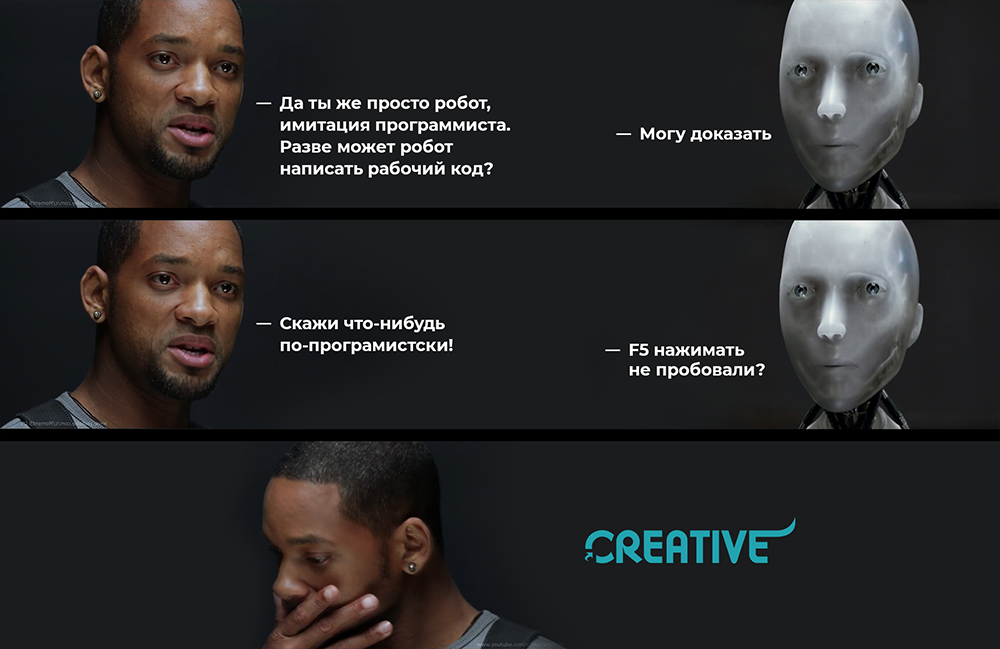 — Да ты же просто робот,
имитация программиста.
Разве может робот
написать рабочий код?
— Могу доказать
— Скажи что-нибудь
по-програмистски!
— F5 нажимать
не пробовали?
CREATIVE